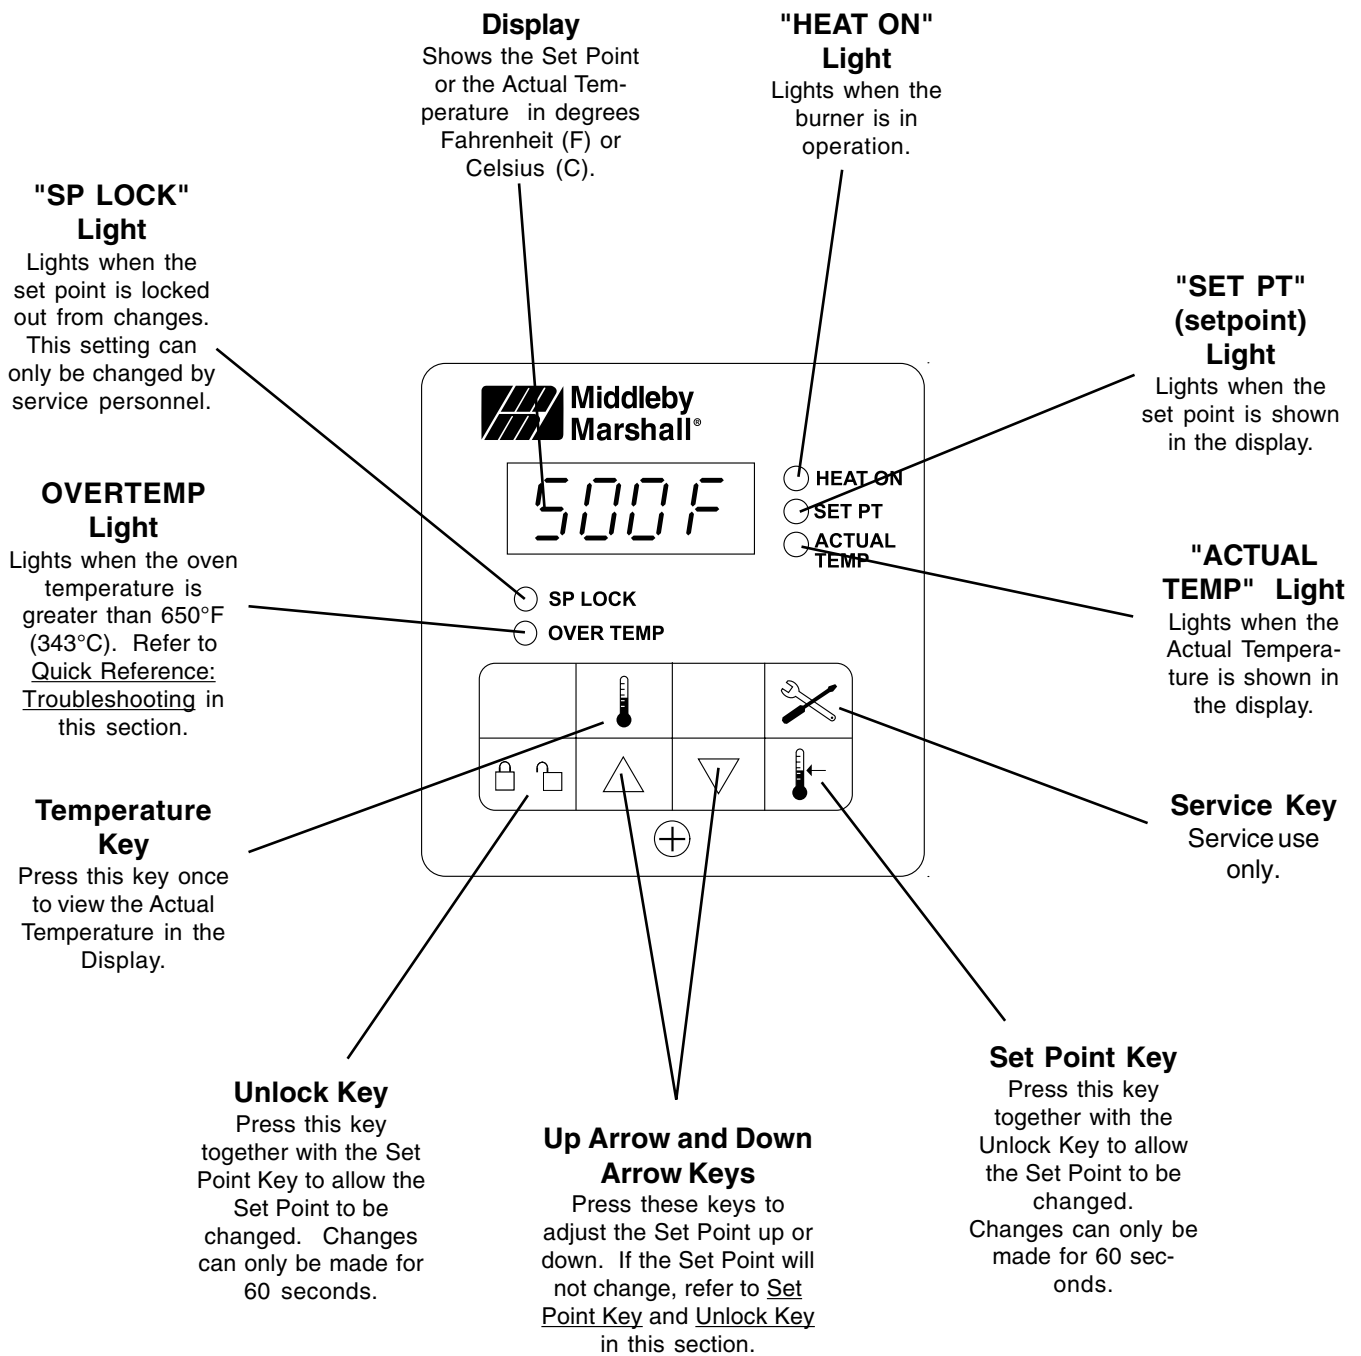 Display
Shows the Set Point
or the Actual Tem-
perature in degrees
Fahrenheit (F) or
Celsius (C).
"HEAT ON"
Light
Lights when the
burner is in
operation.
"SP LOCK"
Light
Lights when the
set point is locked
out from changes.
This setting can
only be changed by
service personnel.
"SET PT"
(setpoint)
Light
Lights when the
set point is shown
in the display.
OVERTEMP
Light
Lights when the oven
temperature is
greater than 650°F
(343°C). Refer to
Quick Reference:
Troubleshooting in
this section.
"ACTUAL
TEMP" Light
Lights when the
Actual Tempera-
ture is shown in
the display.
Middleby
Marshall®
500F
HEAT ON
SET PT
ACTUAL
TEMP
SP LOCK
OVER TEMP
Temperature
Key
Press this key once
to view the Actual
Temperature in the
Display.
Service Key
Service use
only.
Unlock Key
Press this key
together with the Set
Point Key to allow the
Set Point to be
changed. Changes
can only be made for
60 seconds.
Up Arrow and Down
Arrow Keys
Press these keys to
adjust the Set Point up or
down. If the Set Point will
not change, refer to Set
Point Key and Unlock Key
in this section.
Set Point Key
Press this key
together with the
Unlock Key to allow
the Set Point to be
changed.
Changes can only be
made for 60 sec-
onds.